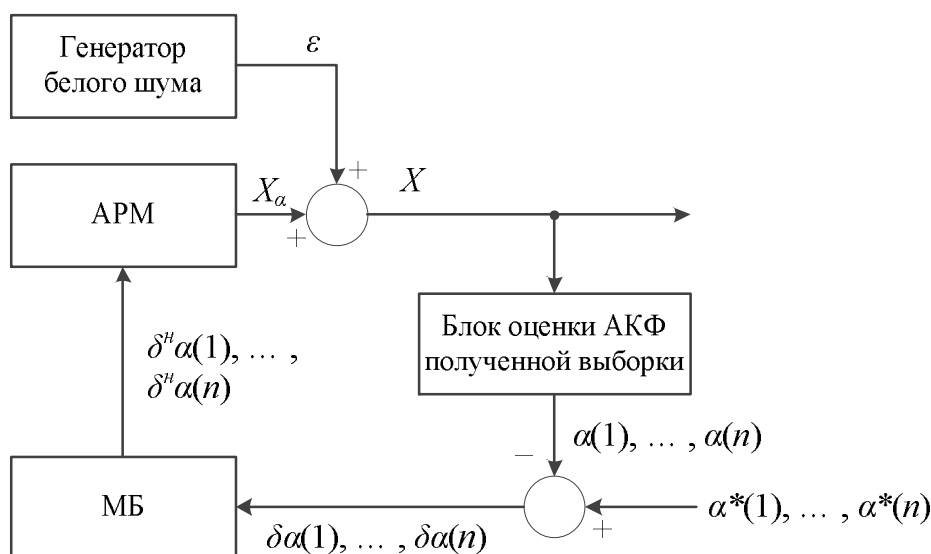 Генератор
белого шума
ε
+
АРМ
Xα
+
X
Блок оценки АКФ
полученной выборки
δнα(1), … ,
δнα(n)
α(1), … , α(n)
−
МБ
δα(1), … , δα(n)
+
α*(1), … , α*(n)